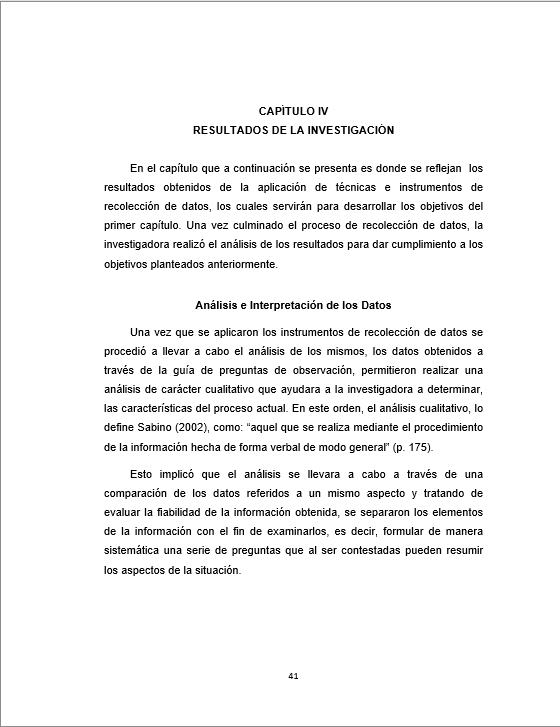 CAPÌTULO IV
RESULTADOS DE LA INVESTIGACIÓN
En el capítulo que a continuación se presenta es donde se reflejan los
resultados obtenidos de la aplicación de técnicas e instrumentos de
recolección de datos, los cuales servirán para desarrollar los objetivos del
primer capítulo. Una vez culminado el proceso de recolección de datos, la
investigadora realizó el análisis de los resultados para dar cumplimiento a los
objetivos planteados anteriormente.
Análisis e Interpretación de los Datos
Una vez que se aplicaron los instrumentos de recolección de datos se
procedió a llevar a cabo el análisis de los mismos, los datos obtenidos a
través de la guía de preguntas de observación, permitieron realizar una
análisis de carácter cualitativo que ayudara a la investigadora a determinar,
las características del proceso actual. En este orden, el análisis cualitativo, lo
define Sabino (2002), como: “aquel que se realiza mediante el procedimiento
de la información hecha de forma verbal de modo general” (p. 175).
Esto implicó que el análisis se llevara a cabo a través de una
comparación de los datos referidos a un mismo aspecto y tratando de
evaluar la fiabilidad de la información obtenida, se separaron los elementos
de la información con el fin de examinarlos, es decir, formular de manera
sistemática una serie de preguntas que al ser contestadas pueden resumir
los aspectos de la situación.
41